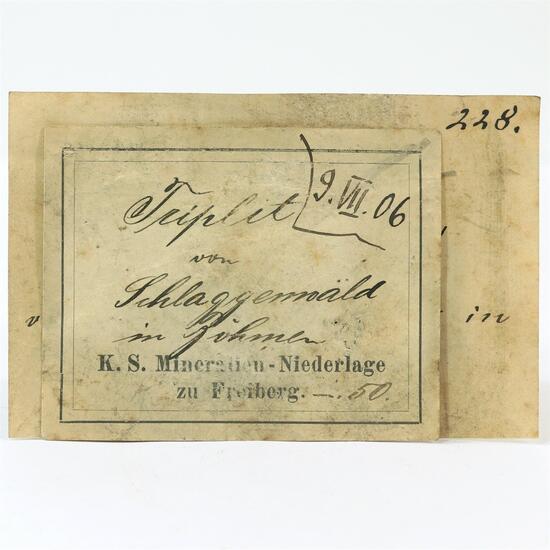 228.
9. VII. 06
Triplit
von
Schlaggenwald
in Böhmen
K. S. Mineralien-Niederlage
zu Freiberg. —. 50.
in